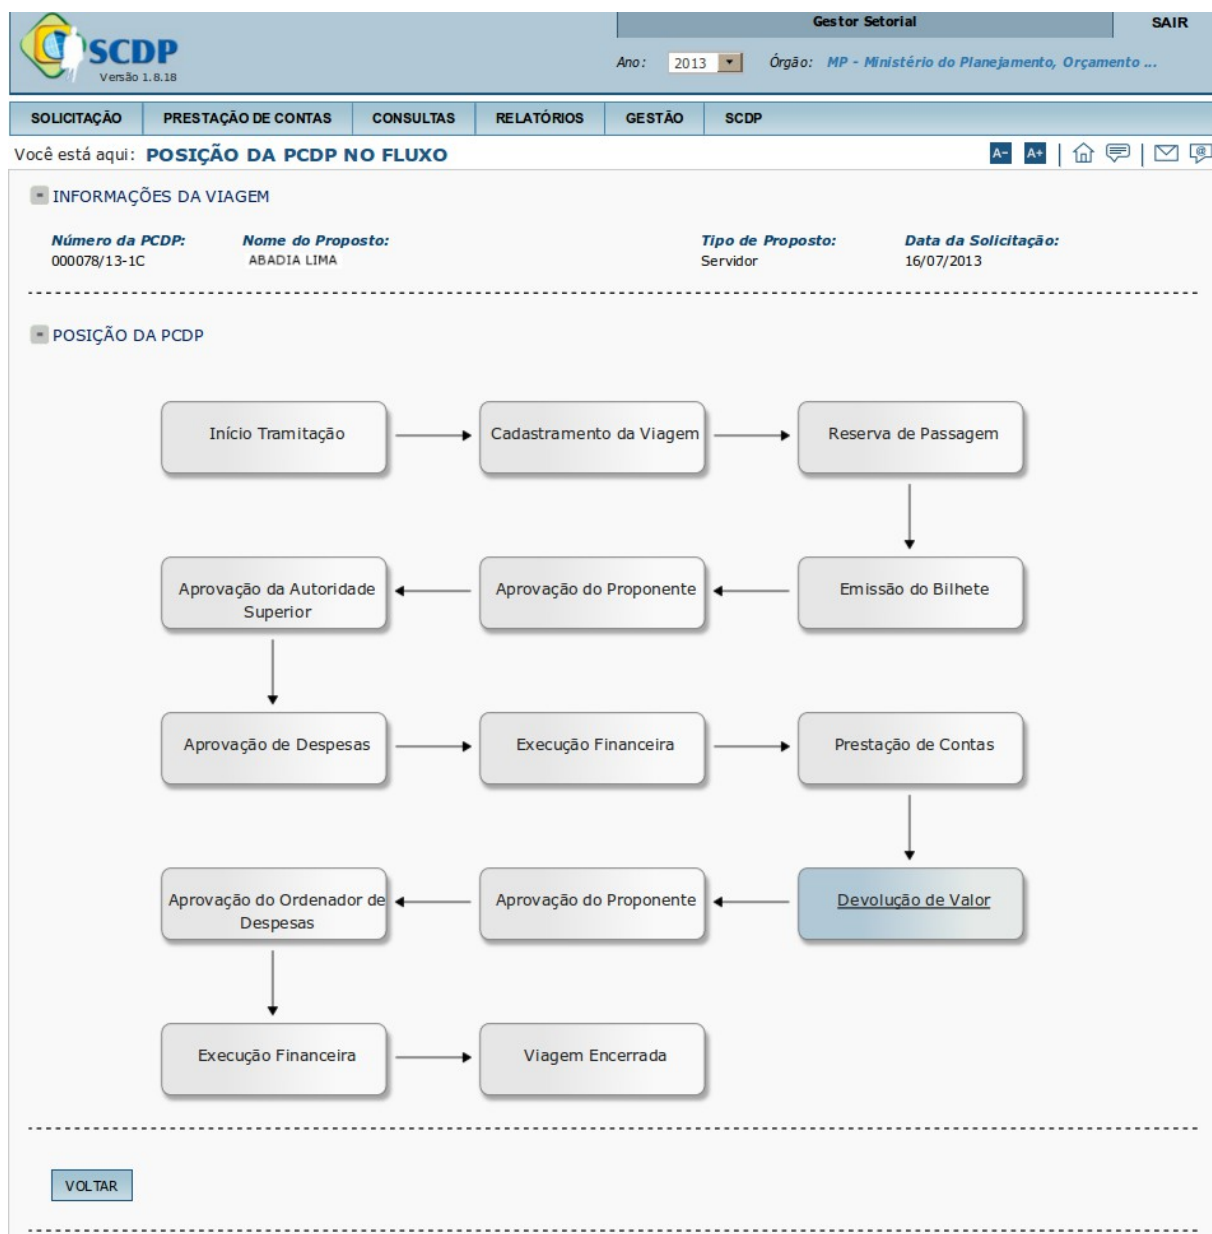 Gestor Setorial
SAIR
SCDP
Versão 1.8.18
Ano: 2013 Órgão: MP - Ministério do Planejamento, Orçamento ...
SOLICITAÇÃO PRESTAÇÃO DE CONTAS CONSULTAS RELATÓRIOS GESTÃO SCDP
Você está aqui: POSIÇÃO DA PCDP NO FLUXO
A- A+
- INFORMAÇÕES DA VIAGEM
Número da PCDP: Nome do Proposto: Tipo de Proposto: Data da Solicitação:
000078/13-1C ABADIA LIMA Servidor 16/07/2013
- POSIÇÃO DA PCDP
Início Tramitação
Cadastramento da Viagem
Reserva de Passagem
Emissão do Bilhete
Aprovação do Proponente
Aprovação da Autoridade
Superior
Aprovação de Despesas
Execução Financeira
Prestação de Contas
Devolução de Valor
Aprovação do Proponente
Aprovação do Ordenador de
Despesas
Execução Financeira
Viagem Encerrada
VOLTAR